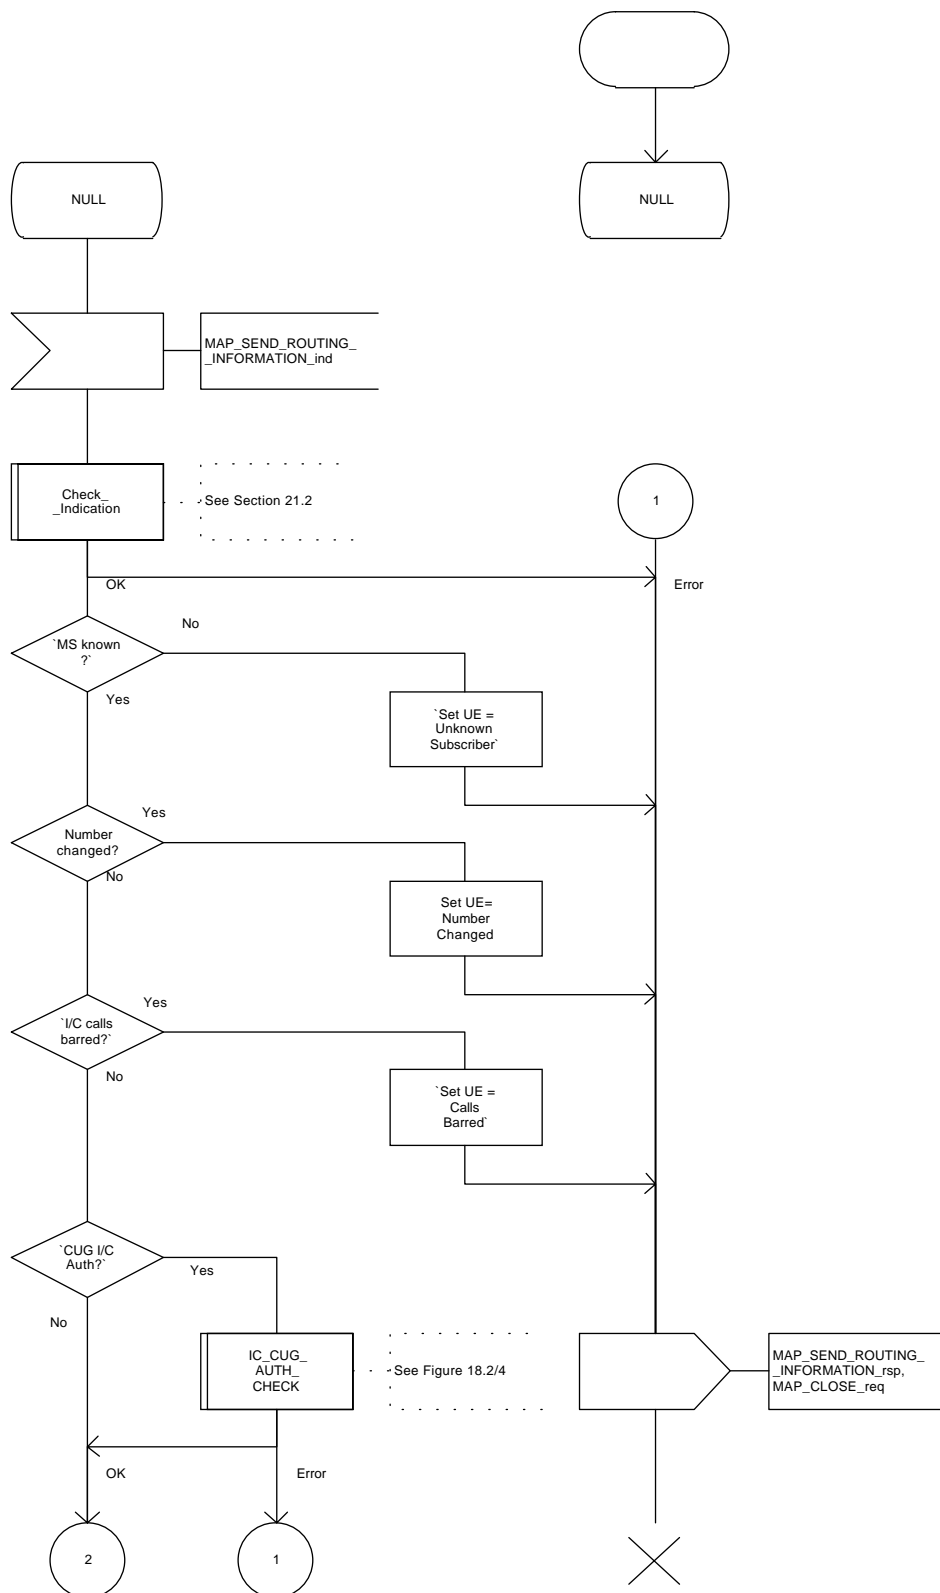 NULL
NULL
MAP_SEND_ROUTING_
_INFORMATION_ind
Check_
_Indication
See Section 21.2
1
OK
Error
No
`MS known
?`
Yes
`Set UE =
Unknown
Subscriber`
Yes
Number
changed?
No
Set UE=
Number
Changed
Yes
`I/C calls
barred?`
No
`Set UE =
Calls
Barred`
`CUG I/C
Auth?`
Yes
No
IC_CUG_
AUTH_
CHECK
See Figure 18.2/4
MAP_SEND_ROUTING_
_INFORMATION_rsp,
MAP_CLOSE_req
OK
Error
2
1